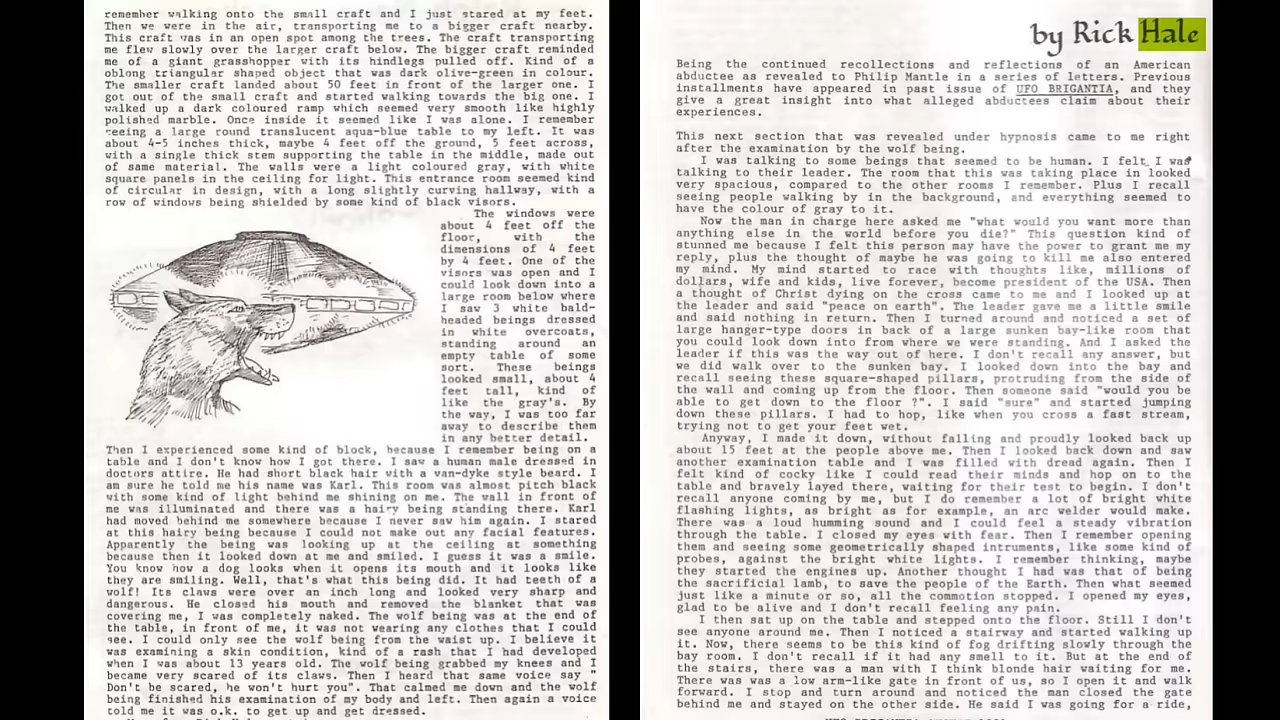 remember walking onto the small craft and I just stared at my feet.
Then we were in the air, transporting me to a bigger craft nearby.
This craft was in an open spot among the trees. The craft transporting
me flew slowly over the larger craft below. The bigger craft reminded
me of a giant grasshopper with its hindlegs pulled off. Kind of a
oblong triangular shaped object that was dark olive-green in colour.
The smaller craft landed about 50 feet in front of the larger one. I
got out of the small craft and started walking towards the big one. I
walked up a dark coloured ramp which seemed very smooth like highly
polished marble. Once inside it seemed like I was alone. I remember
seeing a large round translucent aqua-blue table to my left. It was
about 4-5 inches thick, maybe 4 feet off the ground, 5 feet across,
with a single thick stem supporting the table in the middle, made out
of same material. The walls were a light coloured gray, with white
square panels in the ceiling for light. This entrance room seemed kind
of circular in design, with a long slightly curving hallway, with a
row of windows being shielded by some kind of black visors.
The windows were
about 4 feet off the
floor, with the
dimensions of 4 feet
by 4 feet. One of the
visors was open and I
could look down into a
large room below where
I saw 3 white bald-
headed beings dressed
in white overcoats,
standing around an
empty table of some
sort. These beings
looked small, about 4
feet tall, kind of
like the gray's. By
the way, I was too far
away to describe them
in any better detail.
Then I experienced some kind of block, because I remember being on a
table and I don't know how I got there. I saw a human male dressed in
doctors attire. He had short black hair with a van-dyke style beard. I
am sure he told me his name was Karl. This room was almost pitch black
with some kind of light behind me shining on me. The wall in front of
me was illuminated and there was a hairy being standing there. Karl
had moved behind me somewhere because I never saw him again. I stared
at this hairy being because I could not make out any facial features.
Apparently the being was looking up at the ceiling at something
because then it looked down at me and smiled. I guess it was a smile.
You know how a dog looks when it opens its mouth and it looks like
they are smiling. Well, that's what this being did. It had teeth of a
wolf! Its claws were over an inch long and looked very sharp and
dangerous. He closed his mouth and removed the blanket that was
covering me, I was completely naked. The wolf being was at the end of
the table, in front of me, it was not wearing any clothes that I could
see. I could only see the wolf being from the waist up. I believe it
was examining a skin condition, kind of a rash that I had developed
when I was about 13 years old. The wolf being grabbed my knees and I
became very scared of its claws. Then I heard that same voice say "
Don't be scared, he won't hurt you". That calmed me down and the wolf
being finished his examination of my body and left. Then again a voice
told me it was o.k. to get up and get dressed.
by Rick Hale
Being the continued recollections and reflections of an American
abductee as revealed to Philip Mantle in a series of letters. Previous
installments have appeared in past issue of UFO BRIGANTIA, and they
give a great insight into what alleged abductees claim about their
experiences.
This next section that was revealed under hypnosis came to me right
after the examination by the wolf being.
I was talking to some beings that seemed to be human. I felt I was
talking to their leader. The room that this was taking place in looked
very spacious, compared to the other rooms I remember. Plus I recall
seeing people walking by in the background, and everything seemed to
have the colour of gray to it.
Now the man in charge here asked me "what would you want more than
anything else in the world before you die?" This question kind of
stunned me because I felt this person may have the power to grant me my
reply, plus the thought of maybe he was going to kill me also entered
my mind. My mind started to race with thoughts like, millions of
dollars, wife and kids, live forever, become president of the USA. Then
a thought of Christ dying on the cross came to me and I looked up at
the leader and said "peace on earth". The leader gave me a little smile
and said nothing in return. Then I turned around and noticed a set of
large hanger-type doors in back of a large sunken bay-like room that
you could look down into from where we were standing. And I asked the
leader if this was the way out of here. I don't recall any answer, but
we did walk over to the sunken bay. I looked down into the bay and
recall seeing these square-shaped pillars, protruding from the side of
the wall and coming up from the floor. Then someone said "would you be
able to get down to the floor ?". I said "sure" and started jumping
down these pillars. I had to hop, like when you cross a fast stream,
trying not to get your feet wet.
Anyway, I made it down, without falling and proudly looked back up
about 15 feet at the people above me. Then I looked back down and saw
another examination table and I was filled with dread again. Then I
felt kind of cocky like I could read their minds and hop on to the
table and bravely layed there, waiting for their test to begin. I don't
recall anyone coming by me, but I do remember a lot of bright white
flashing lights, as bright as for example, an arc welder would make.
There was a loud humming sound and I could feel a steady vibration
through the table. I closed my eyes with fear. Then I remember opening
them and seeing some geometrically shaped intruments, like some kind of
probes, against the bright white lights. I remember thinking, maybe
they started the engines up. Another thought I had was that of being
the sacrificial lamb, to save the people of the Earth. Then what seemed
just like a minute or so, all the commotion stopped. I opened my eyes,
glad to be alive and I don't recall feeling any pain.
I then sat up on the table and stepped onto the floor. Still I don't
see anyone around me. Then I noticed a stairway and started walking up
it. Now, there seems to be this kind of fog drifting slowly through the
bay room. I don't recall if it had any smell to it. But at the end of
the stairs, there was a man with I think blonde hair waiting for me.
There was was a low arm-like gate in front of us, so I open it and walk
forward. I stop and turn around and noticed the man closed the gate
behind me and stayed on the other side. He said I was going for a ride,